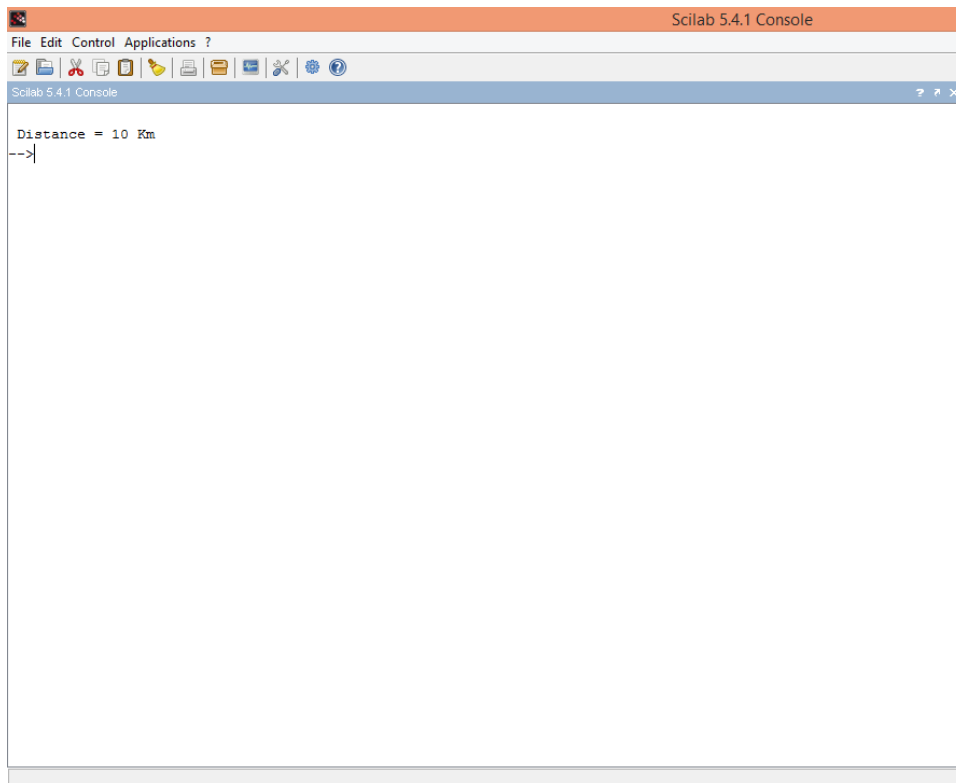 Scilab 5.4.1 Console
File Edit Control Applications ?
Scilab 5.4.1 Console
Distance = 10 Km
-->